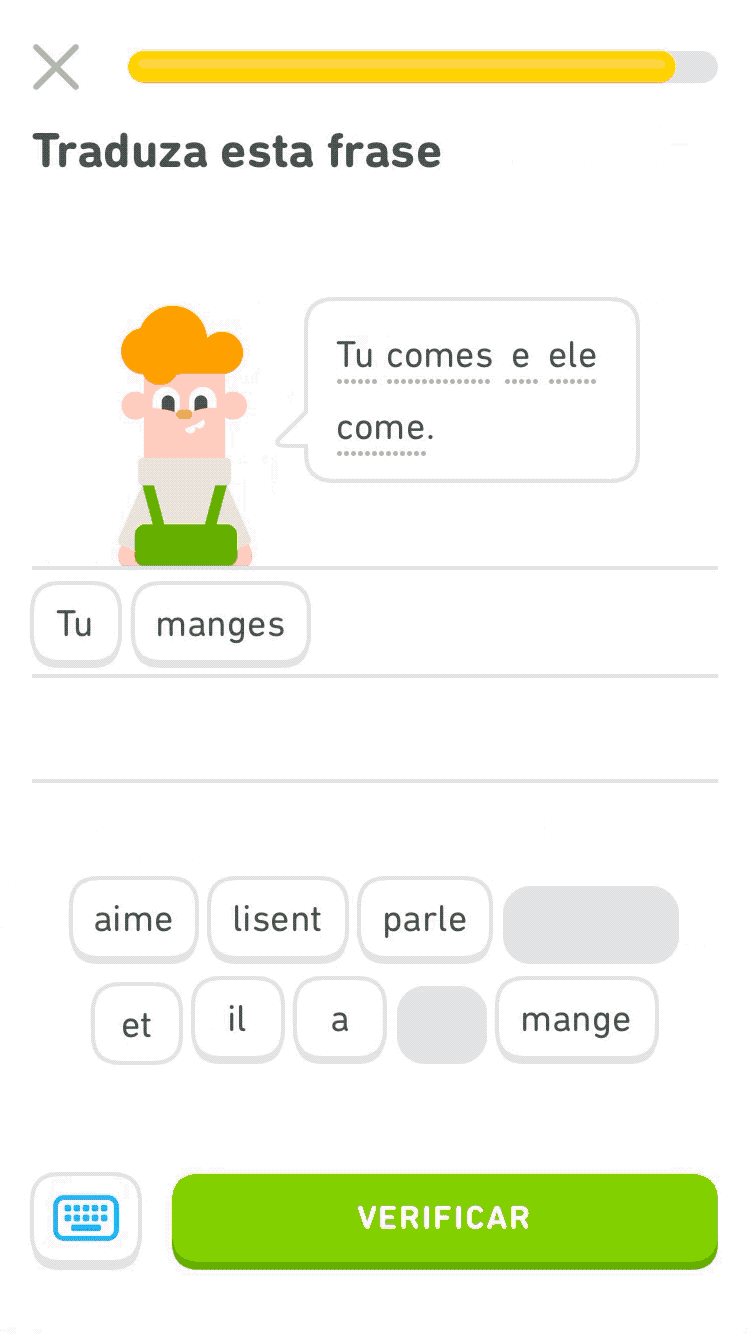 Traduza esta frase
Tu comes e ele
come.
Tu manges
aime lisent parle
et il a mange
VERIFICAR